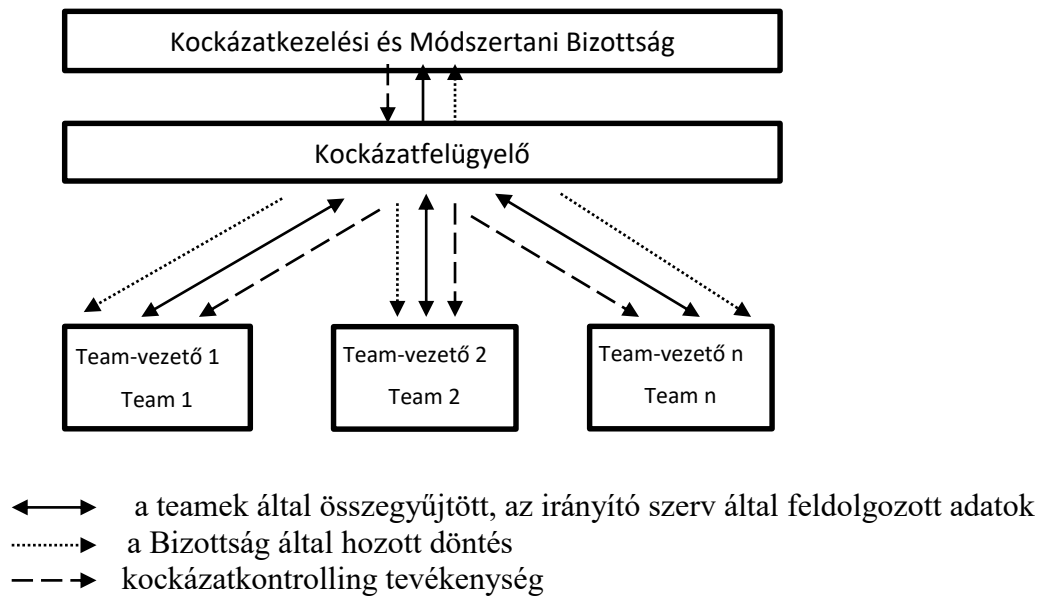 Kockázatkezelési és Módszertani Bizottság
Kockázatfelügyelő
Team-vezető 1
Team 1
Team-vezető 2
Team 2
Team-vezető n
Team n
a teamek által összegyűjtött, az irányító szerv által feldolgozott adatok
a Bizottság által hozott döntés
kockázatkontrolling tevékenység